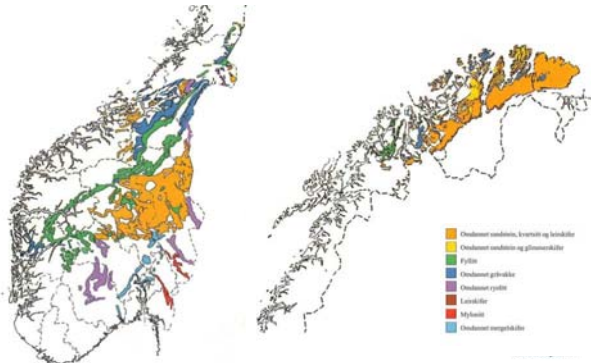 Omdannet sandstein, kvartsitt og leirskifer
Omdannet sandstein og glimmerskifer
Fyllitt
Omdannet gråvakke
Omdannet ryolitt
Leirskifer
Mylonitt
Omdannet mergelskifer